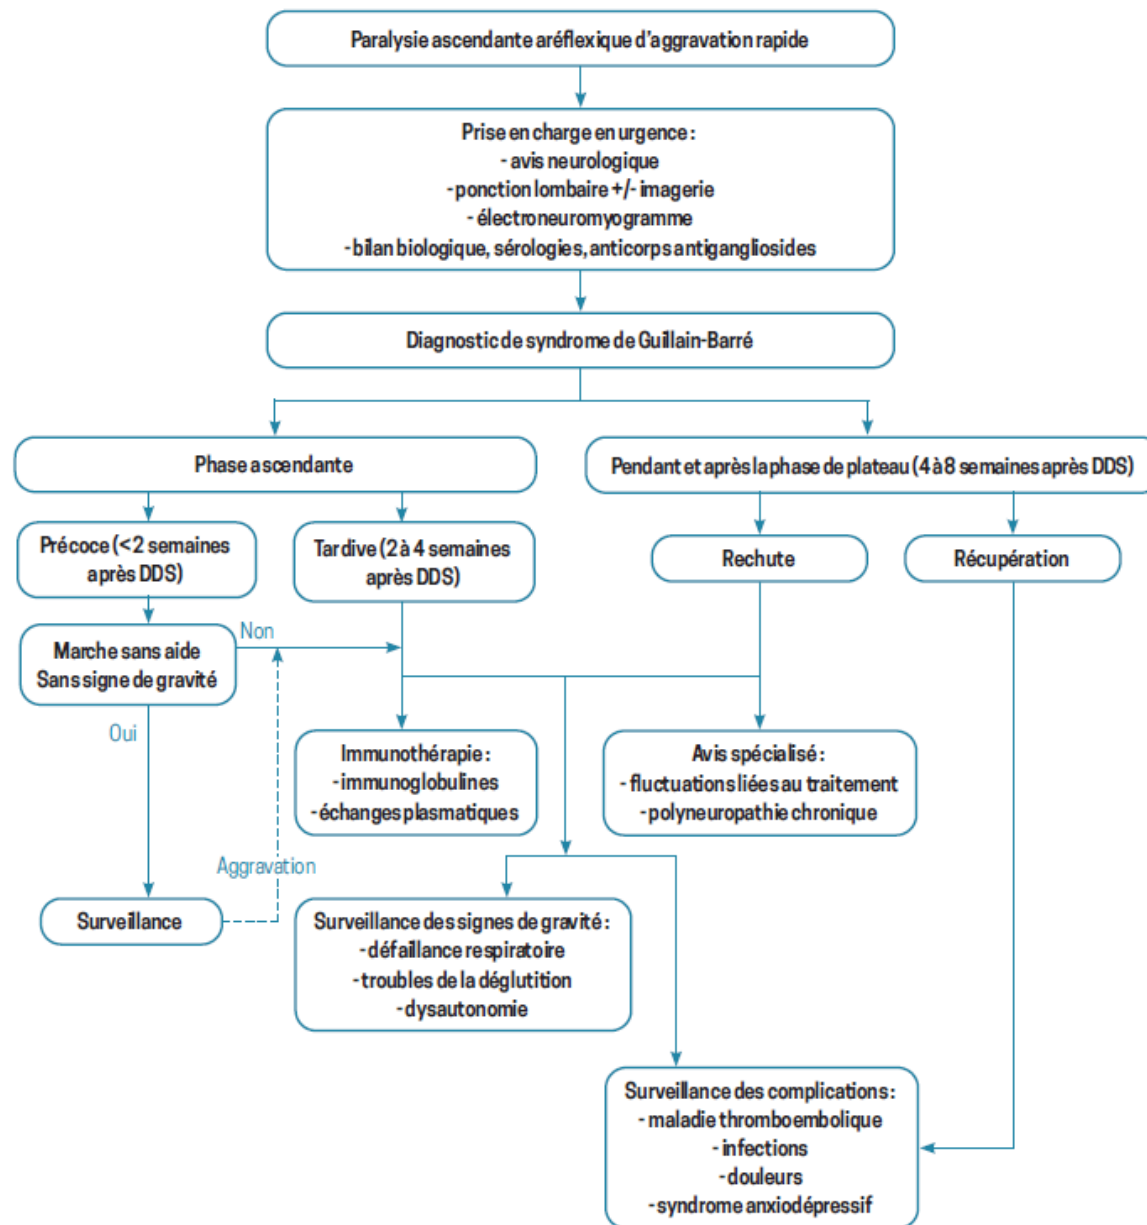 Paralysie ascendante aréflexique d'aggravation rapide
Prise en charge en urgence :
- avis neurologique
- ponction lombaire +/- imagerie
- électroneuromyogramme
- bilan biologique, sérologies, anticorps antigangliosides
Diagnostic de syndrome de Guillain-Barré
Phase ascendante
Pendant et après la phase de plateau (4 à 8 semaines après DDS)
Précoce (< 2 semaines
après DDS)
Tardive (2 à 4 semaines
après DDS)
Rechute
Récupération
Marche sans aide
Sans signe de gravité
Non
Oui
Immunothérapie :
- immunoglobulines
- échanges plasmatiques
Avis spécialisé :
- fluctuations liées au traitement
- polyneuropathie chronique
Aggravation
Surveillance
Surveillance des signes de gravité :
- défaillance respiratoire
- troubles de la déglutition
- dysautonomie
Surveillance des complications :
- maladie thromboembolique
- infections
- douleurs
- syndrome anxiodépressif